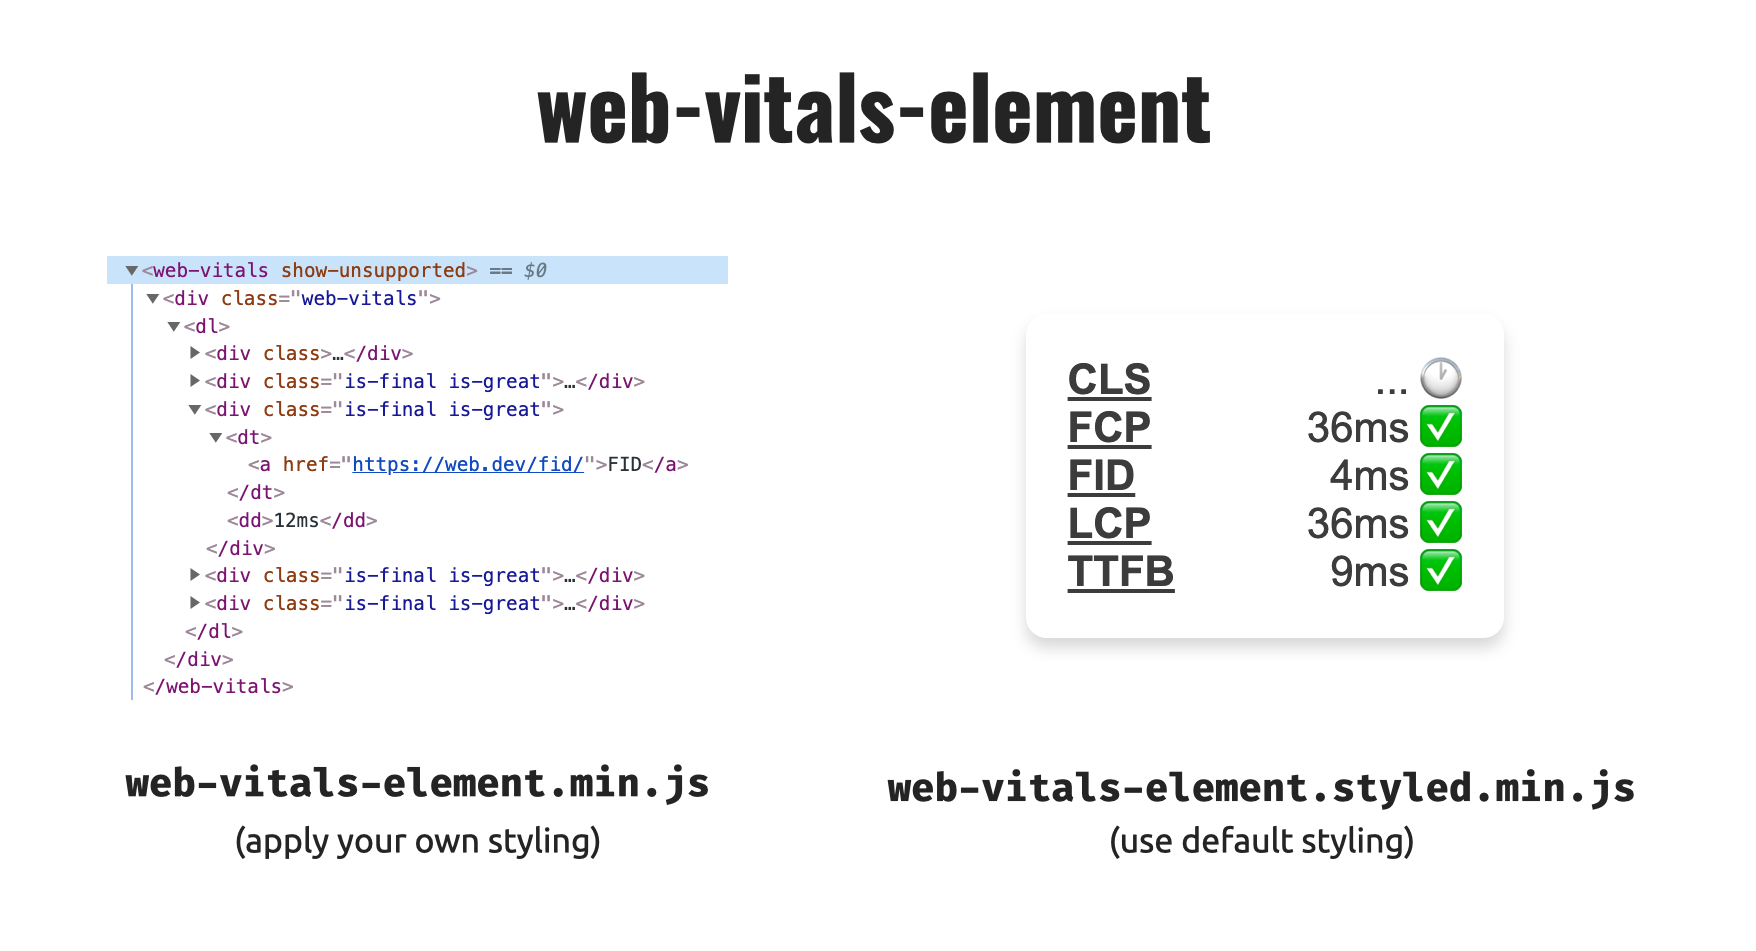 web-vitals-element
▼<web-vitals show-unsupported> == $0
▼<div class="web-vitals">
▼<dl>
▶<div class>…</div>
▶<div class="is-final is-great">…</div>
▼<div class="is-final is-great">
▼<dt>
<a href="https://web.dev/fid/">FID</a>
</dt>
<dd>12ms</dd>
</div>
▶<div class="is-final is-great">…</div>
▶<div class="is-final is-great">…</div>
</dl>
</div>
</web-vitals>
web-vitals-element.min.js
(apply your own styling)
CLS ... 🕐
FCP 36ms ✅
FID 4ms ✅
LCP 36ms ✅
TTFB 9ms ✅
web-vitals-element.styled.min.js
(use default styling)